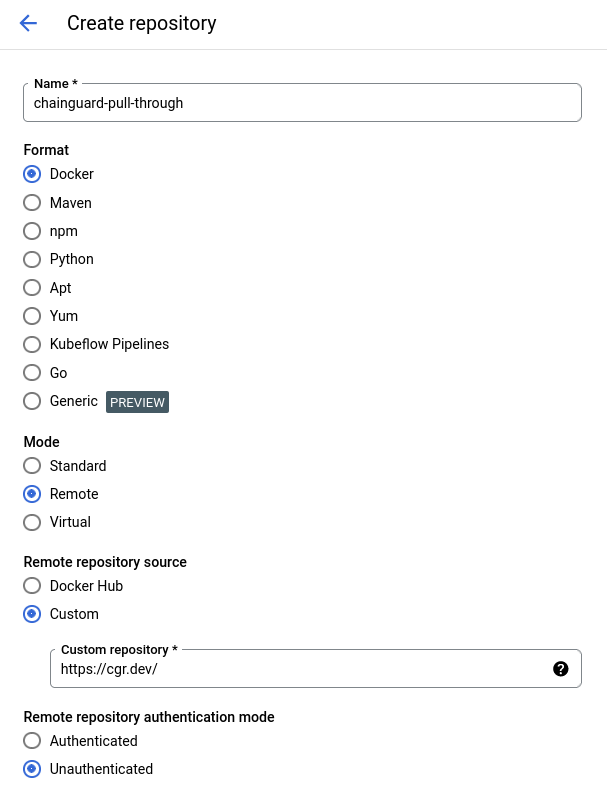 Create repository
Name *
chainguard-pull-through
Format
Docker
Maven
npm
Python
Apt
Yum
Kubeflow Pipelines
Go
Generic PREVIEW
Mode
Standard
Remote
Virtual
Remote repository source
Docker Hub
Custom
Custom repository *
https://cgr.dev/
?
Remote repository authentication mode
Authenticated
Unauthenticated